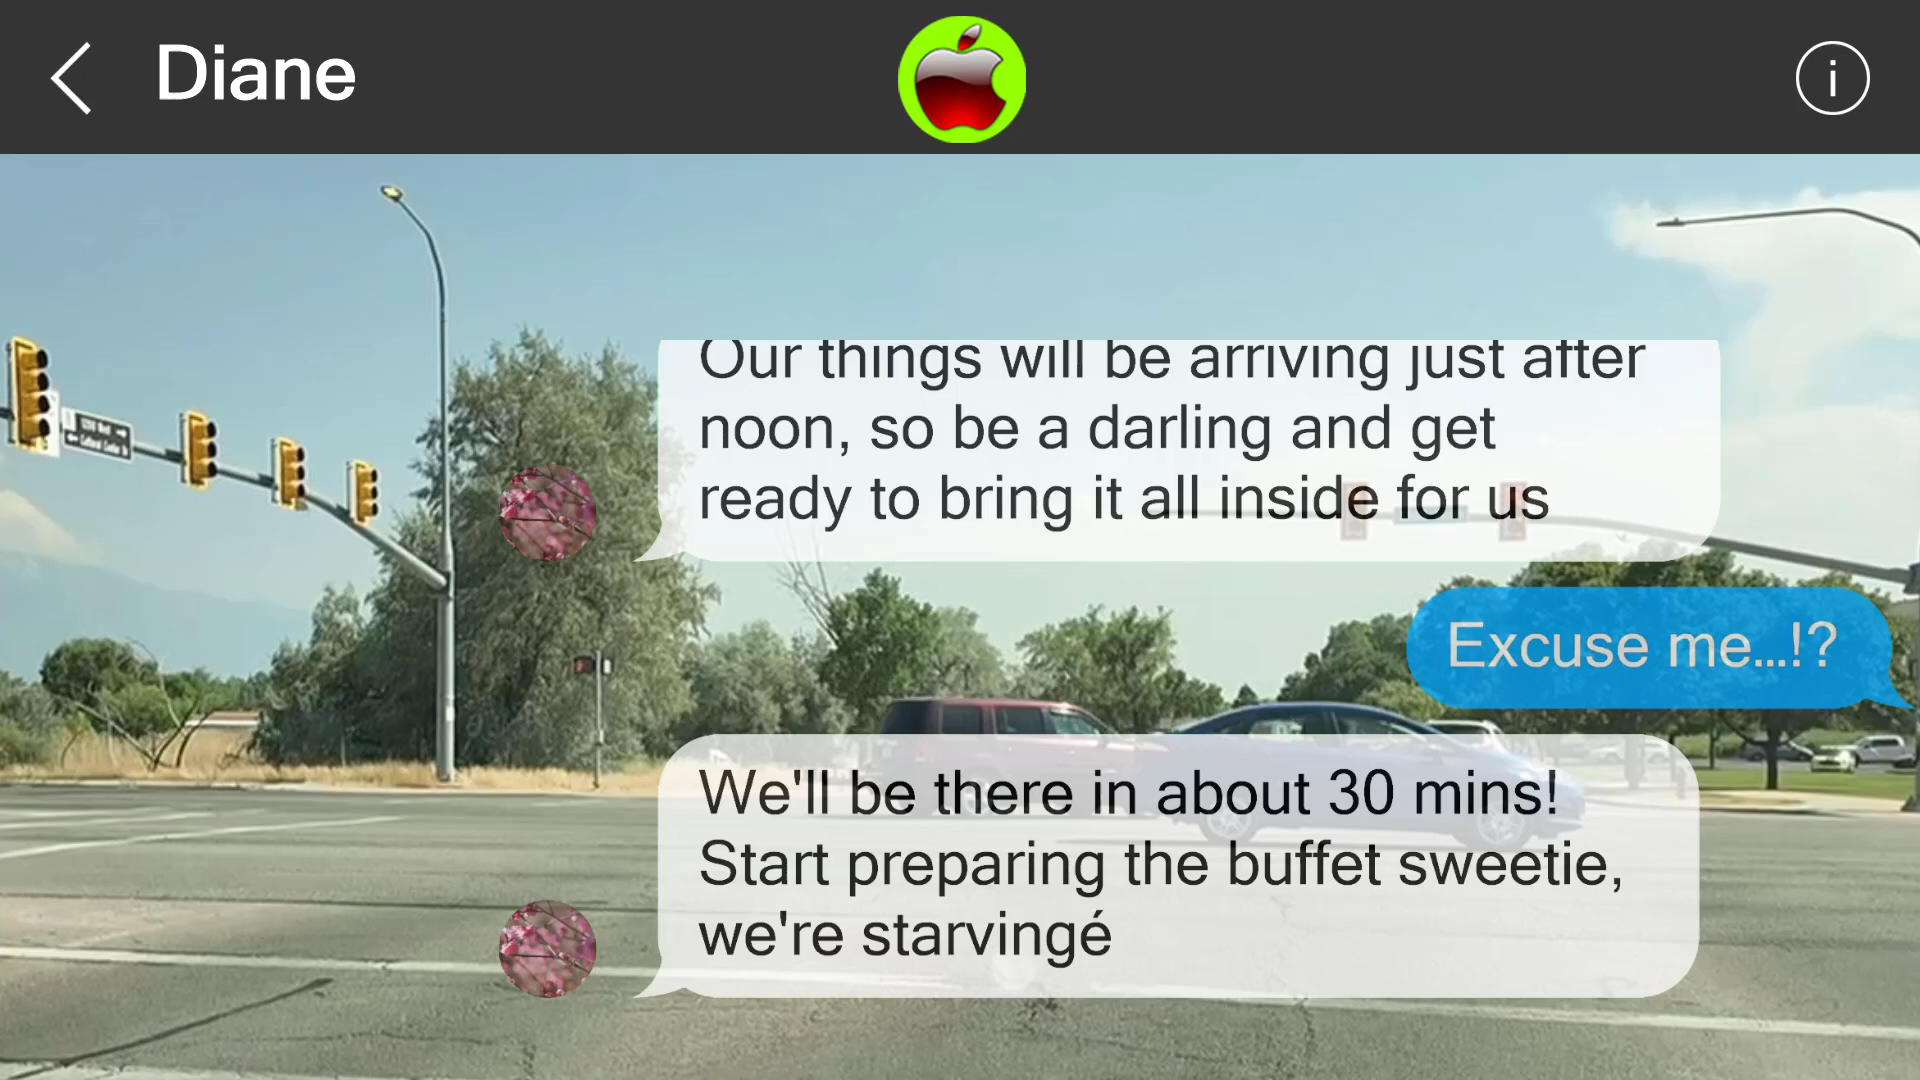 Diane
i
Our things will be arriving just after
noon, so be a darling and get
ready to bring it all inside for us
Excuse me...!?
We'll be there in about 30 mins!
Start preparing the buffet sweetie,
we're starvingé